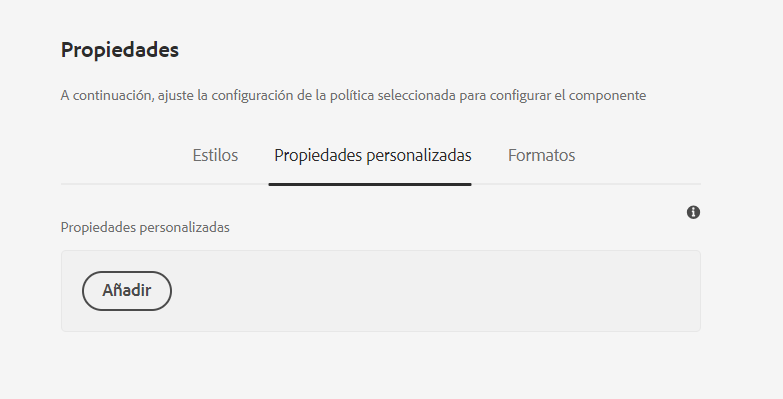 Propiedades
A continuación, ajuste la configuración de la política seleccionada para configurar el componente
Estilos Propiedades personalizadas Formatos
Propiedades personalizadas
Añadir